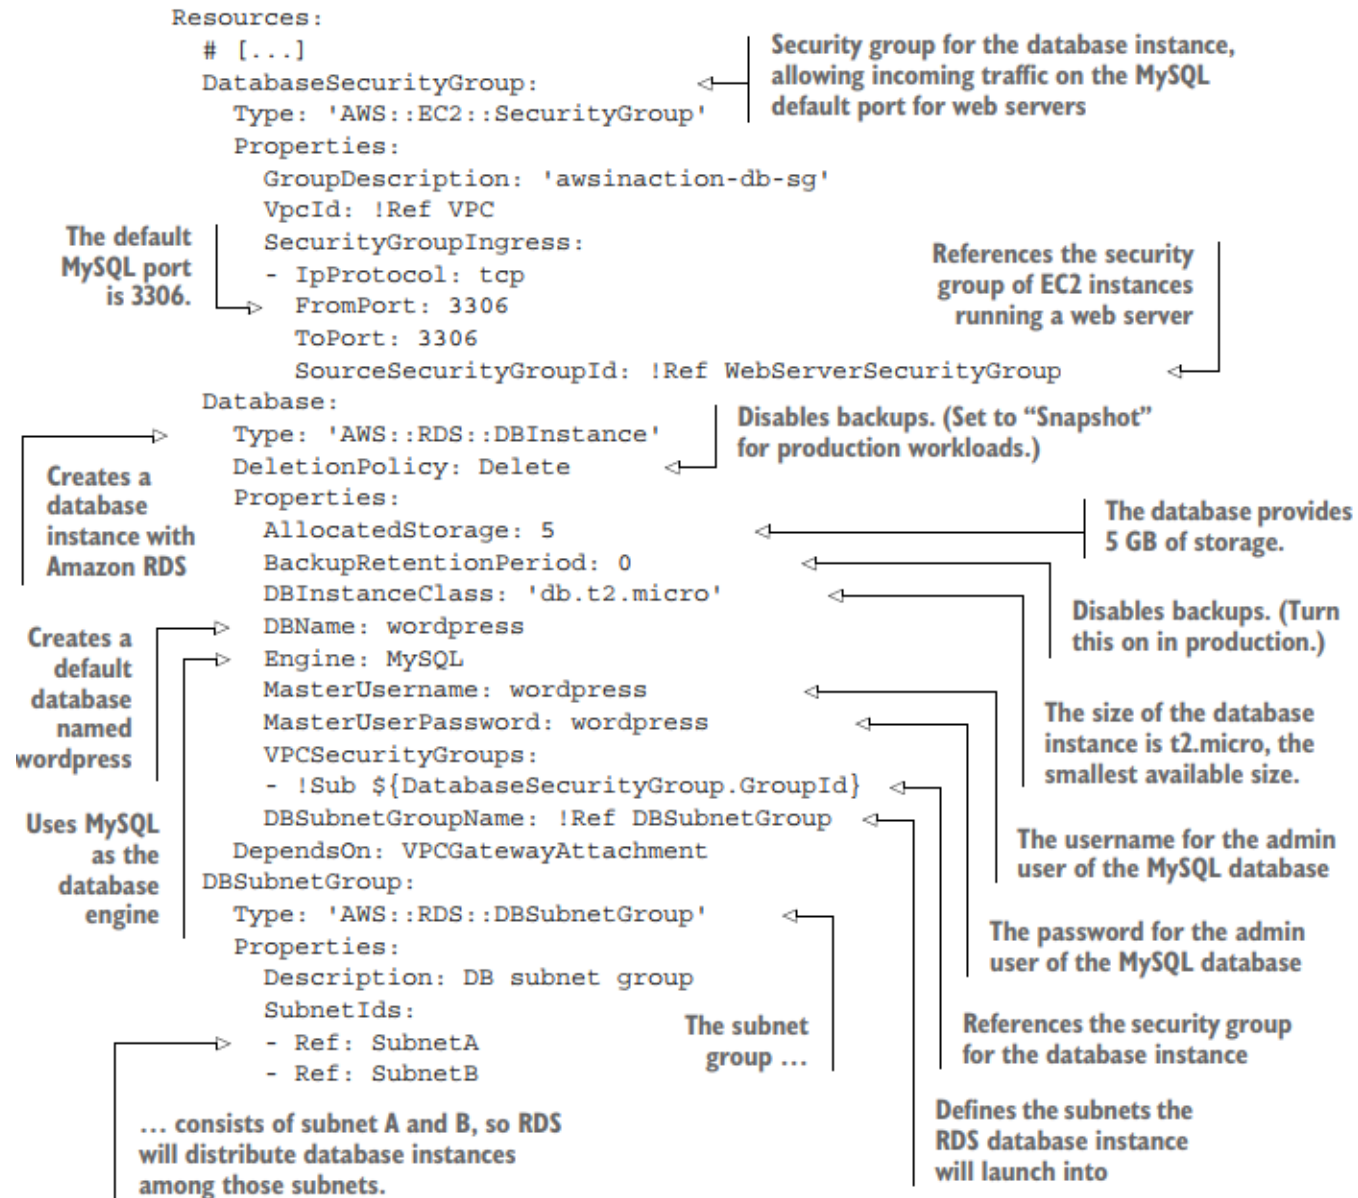 Resources:
# [...]
DatabaseSecurityGroup:
Type: 'AWS::EC2::SecurityGroup'
Properties:
GroupDescription: 'awsinaction-db-sg'
VpcId: !Ref VPC
SecurityGroupIngress:
- IpProtocol: tcp
FromPort: 3306
ToPort: 3306
SourceSecurityGroupId: !Ref WebServerSecurityGroup
Database:
Type: 'AWS::RDS::DBInstance'
DeletionPolicy: Delete
Properties:
AllocatedStorage: 5
BackupRetentionPeriod: 0
DBInstanceClass: 'db.t2.micro'
DBName: wordpress
Engine: MySQL
MasterUsername: wordpress
MasterUserPassword: wordpress
VPCSecurityGroups:
- !Sub ${DatabaseSecurityGroup.GroupId}
DBSubnetGroupName: !Ref DBSubnetGroup
DependsOn: VPCGatewayAttachment
DBSubnetGroup:
Type: 'AWS::RDS::DBSubnetGroup'
Properties:
Description: DB subnet group
SubnetIds:
- Ref: SubnetA
- Ref: SubnetB
Security group for the database instance,
allowing incoming traffic on the MySQL
default port for web servers
The default
MySQL port
is 3306.
References the security
group of EC2 instances
running a web server
Disables backups. (Set to “Snapshot”
for production workloads.)
Creates a
database
instance with
Amazon RDS
The database provides
5 GB of storage.
Disables backups. (Turn
this on in production.)
Creates a
default
database
named
wordpress
The size of the database
instance is t2.micro, the
smallest available size.
Uses MySQL
as the
database
engine
The username for the admin
user of the MySQL database
The password for the admin
user of the MySQL database
References the security group
for the database instance
The subnet
group …
Defines the subnets the
RDS database instance
will launch into
… consists of subnet A and B, so RDS
will distribute database instances
among those subnets.